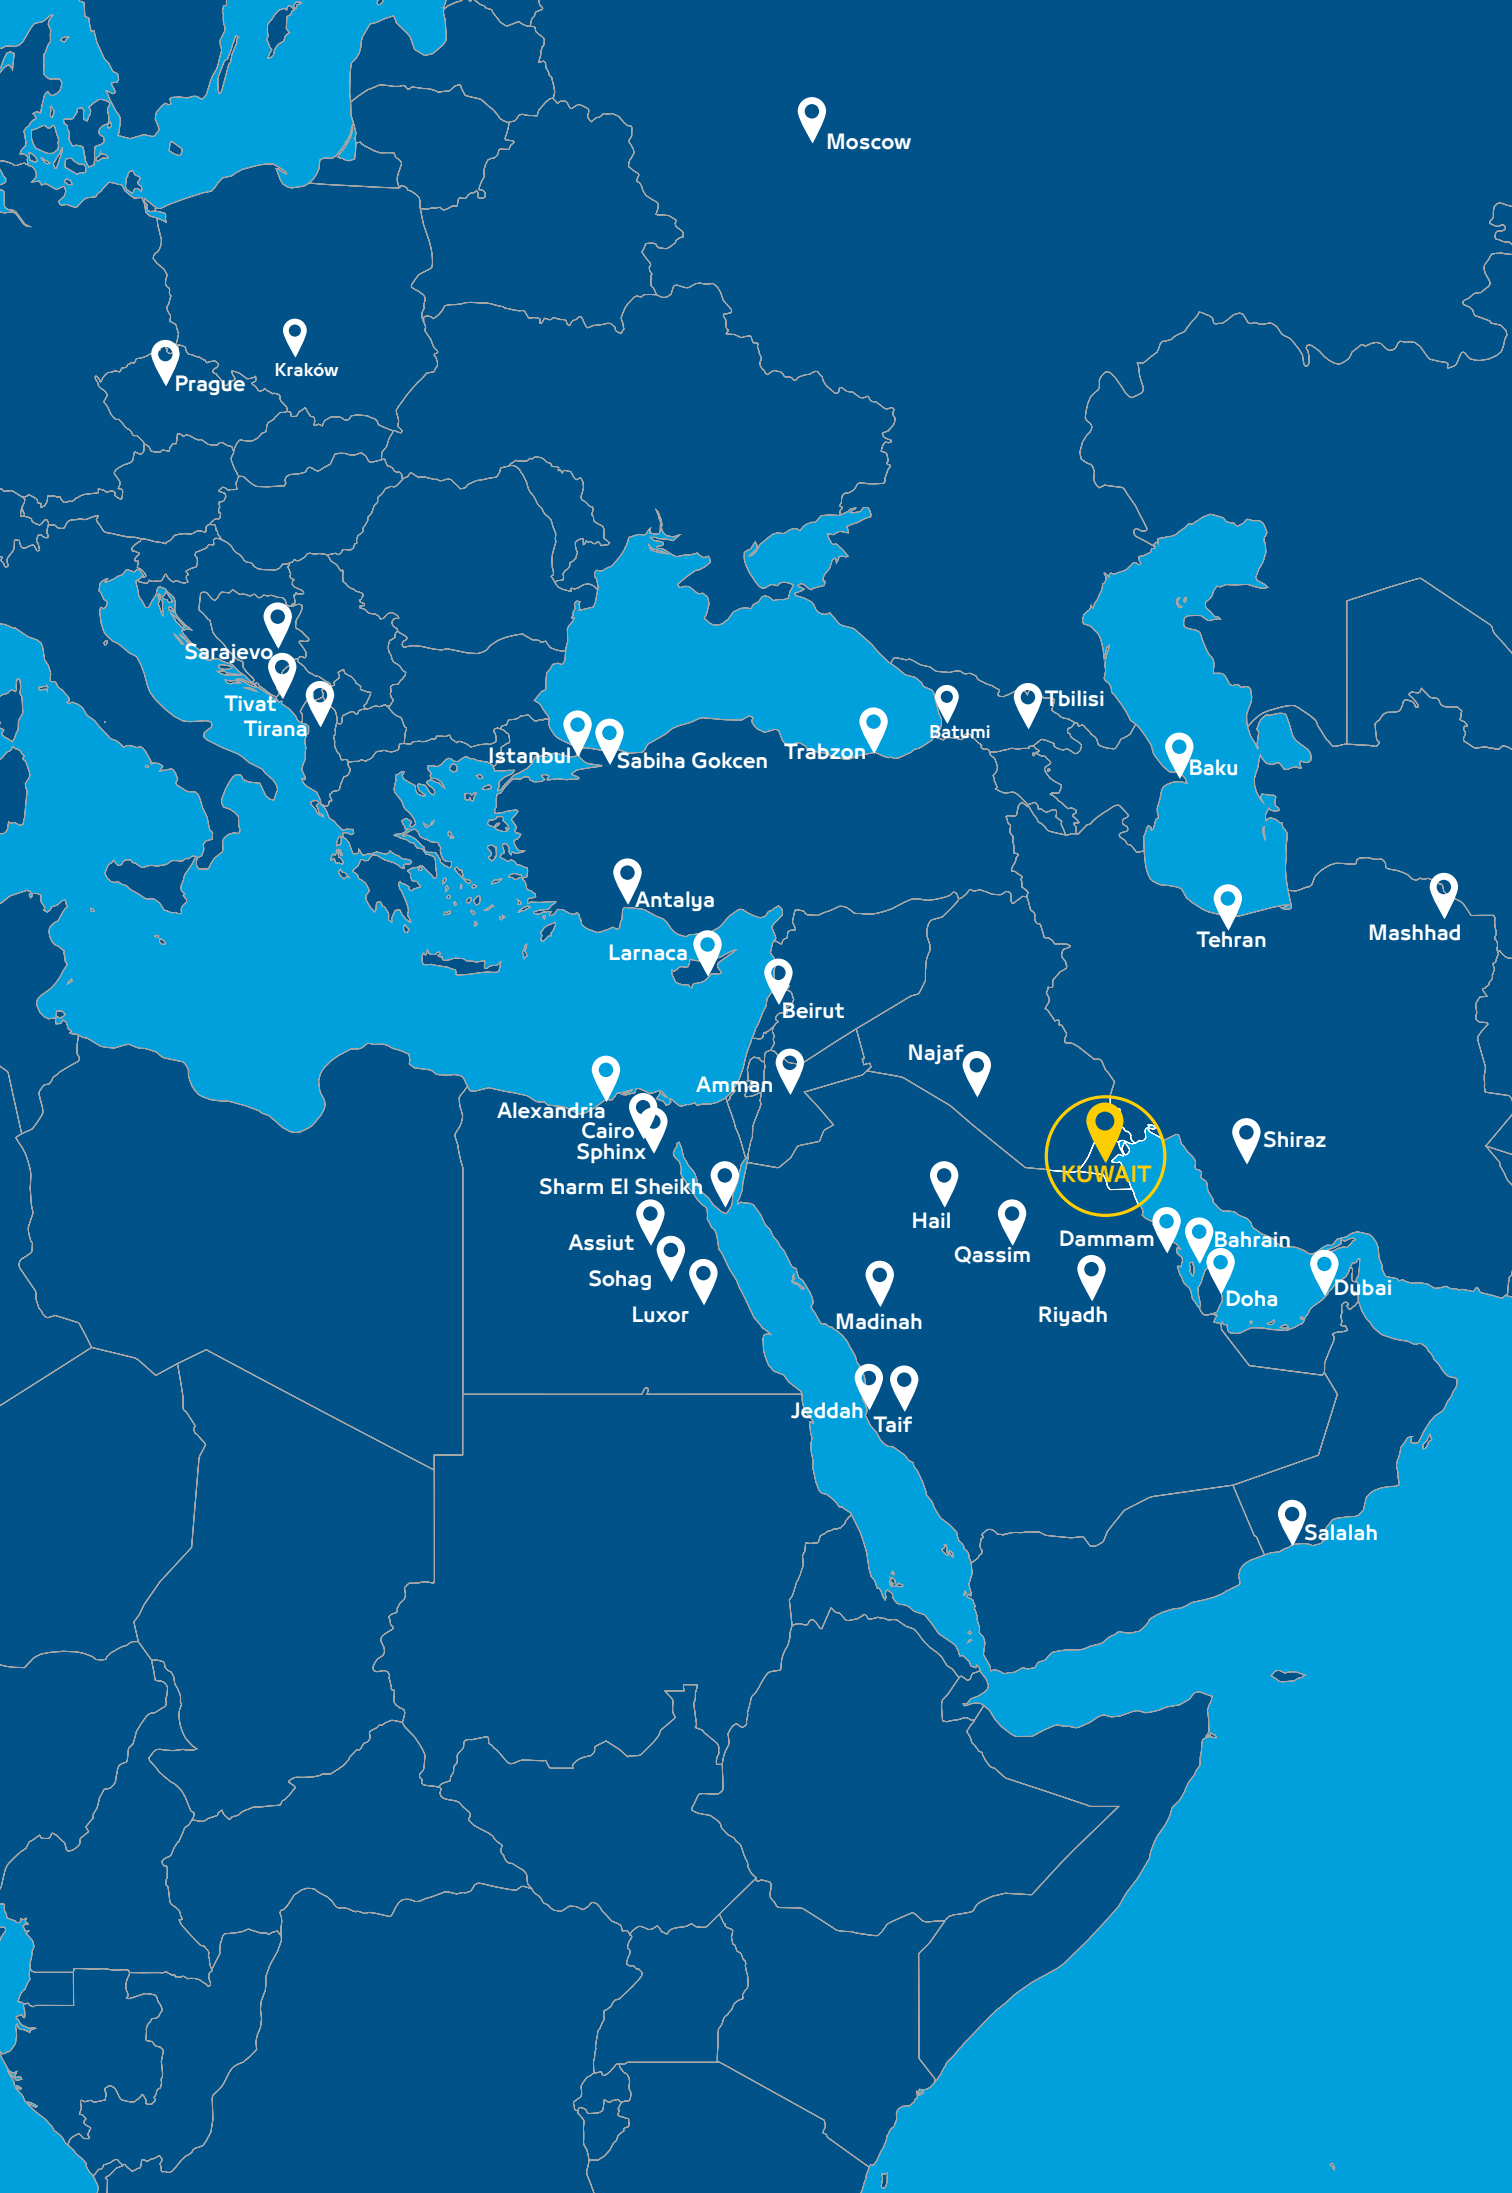 Moscow
Kraków
Prague
Sarajevo
Tivat
Tirana
Tbilisi
Batumi
Trabzon
Istanbul
Sabiha Gokcen
Baku
Antalya
Mashhad
Tehran
Larnaca
Beirut
Najaf
Amman
Alexandria
Cairo
Sphinx
Shiraz
KUWAIT
Sharm El Sheikh
Hail
Assiut
Dammam
Bahrain
Qassim
Sohag
Dubai
Doha
Luxor
Riyadh
Madinah
Jeddah
Taif
Salalah